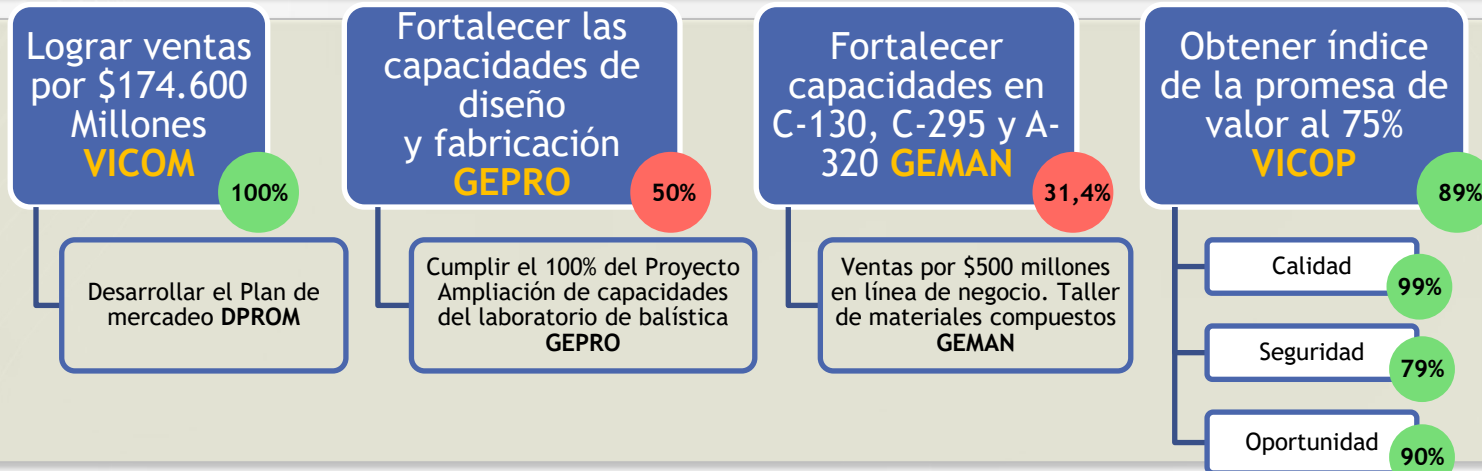 Lograr ventas
por $174.600
Millones
VICOM
100%
Desarrollar el Plan de
mercadeo DPROM
Fortalecer las
capacidades de
diseño
y fabricación
GEPRO
50%
Cumplir el 100% del Proyecto
Ampliación de capacidades
del laboratorio de balística
GEPRO
Fortalecer
capacidades en
C-130, C-295 y A-
320 GEMAN
31,4%
Ventas por $500 millones
en línea de negocio. Taller
de materiales compuestos
GEMAN
Obtener índice
de la promesa de
valor al 75%
VICOP
89%
Calidad
99%
Seguridad
79%
Oportunidad
90%